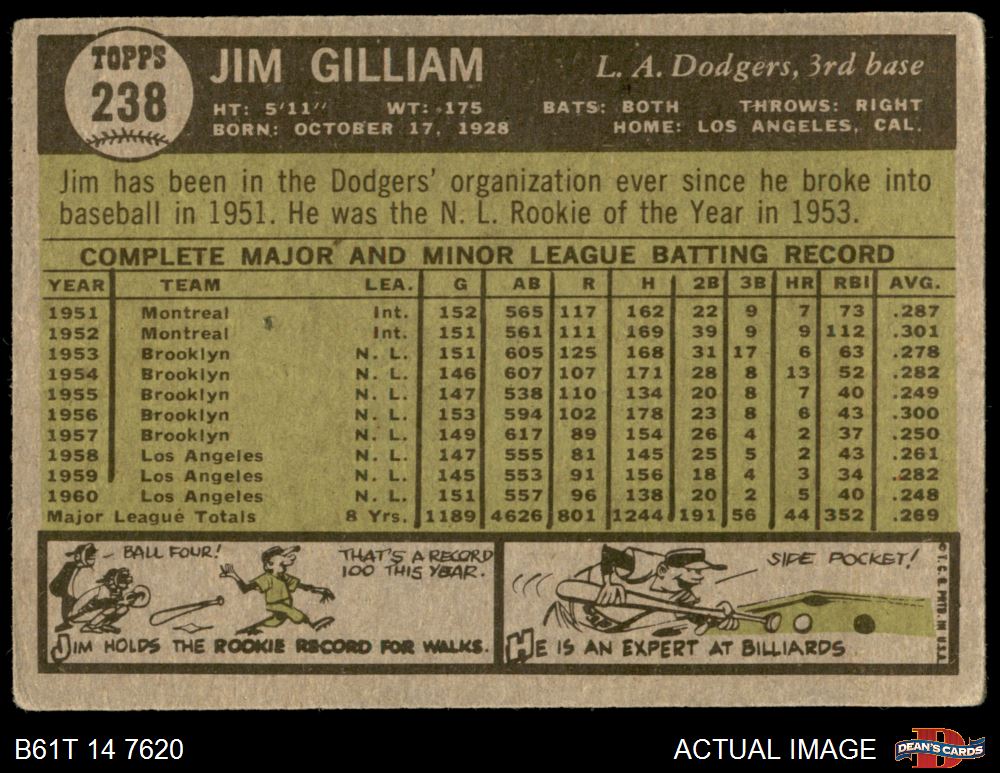 TOPPS
238
JIM GILLIAM
L. A. Dodgers, 3rd base
HT: 5'11" WT: 175 BATS: BOTH THROWS: RIGHT
BORN: OCTOBER 17, 1928 HOME: LOS ANGELES, CAL.
Jim has been in the Dodgers' organization ever since he broke into
baseball in 1951. He was the N. L. Rookie of the Year in 1953.
COMPLETE MAJOR AND MINOR LEAGUE BATTING RECORD
YEAR TEAM LEA. G AB R H 2B 3B HR RBI AVG.
1951 Montreal Int. 152 565 117 162 22 9 7 73 .287
1952 Montreal Int. 151 561 111 169 39 9 9 112 .301
1953 Brooklyn N. L. 151 605 125 168 31 17 6 63 .278
1954 Brooklyn N. L. 146 607 107 171 28 8 13 52 .282
1955 Brooklyn N. L. 147 538 110 134 20 8 7 40 .249
1956 Brooklyn N. L. 153 594 102 178 23 8 6 43 .300
1957 Brooklyn N. L. 149 617 89 154 26 4 2 37 .250
1958 Los Angeles N. L. 147 555 81 145 25 5 2 43 .261
1959 Los Angeles N. L. 145 553 91 156 18 4 3 34 .282
1960 Los Angeles N. L. 151 557 96 138 20 2 5 40 .248
Major League Totals 8 Yrs. 1189 4626 801 1244 191 56 44 352 .269
BALL FOUR!
THAT'S A RECORD
100 THIS YEAR.
JIM HOLDS THE ROOKIE RECORD FOR WALKS.
SIDE POCKET!
HE IS AN EXPERT AT BILLIARDS
© T. C. G. PRTD. IN U.S.A.
B61T 14 7620
ACTUAL IMAGE
D
DEAN'S CARDS